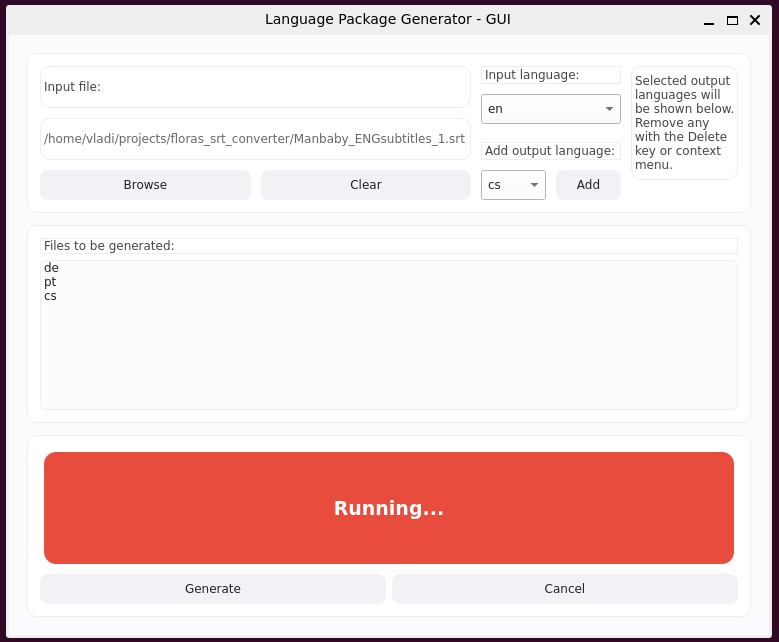 Language Package Generator - GUI
Input file:
/home/vladi/projects/floras_srt_converter/Manbaby_ENGsubtitles_1.srt
Browse
Clear
Input language:
en
Add output language:
cs
Add
Selected output
languages will
be shown below.
Remove any
with the Delete
key or context
menu.
Files to be generated:
de
pt
cs
Running...
Generate
Cancel